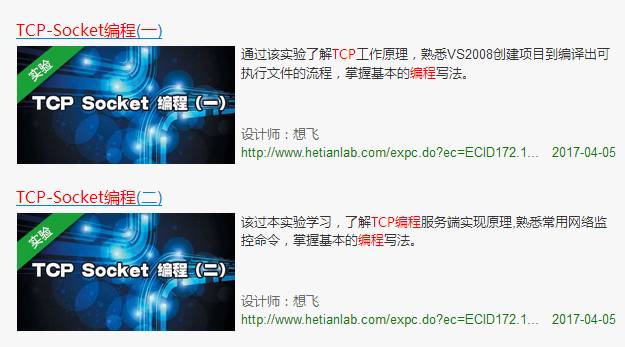 TCP-Socket编程(一)
实验
TCP Socket 编程（一）
通过该实验了解TCP工作原理，熟悉VS2008创建项目到编译出可
执行文件的流程，掌握基本的编程写法。
设计师：想飞
http://www.hetianlab.com/expc.do?ec=ECID172.1... 2017-04-05
TCP-Socket编程(二)
实验
TCP Socket 编程（二）
该过本实验学习，了解TCP编程服务端实现原理,熟悉常用网络监
控命令，掌握基本的编程写法。
设计师：想飞
http://www.hetianlab.com/expc.do?ec=ECID172.1... 2017-04-05